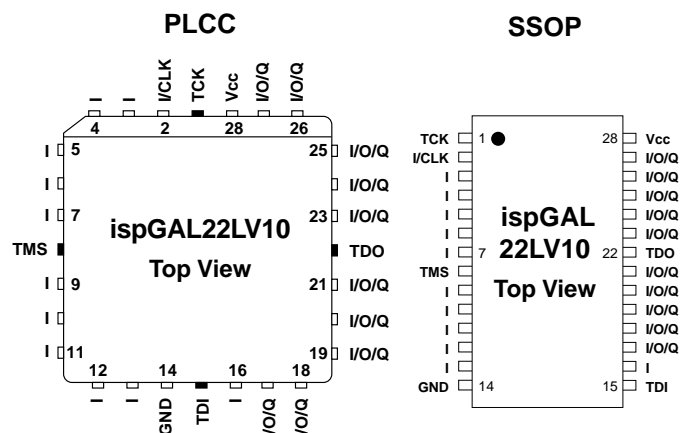 PLCC
I
I
I/CLK
TCK
Vcc
I/O/Q
I/O/Q
4
2
28
26
I 5
25 I/O/Q
I
I/O/Q
I 7
23 I/O/Q
ispGAL22LV10
Top View
TMS
TDO
I 9
21 I/O/Q
I
I/O/Q
I 11
19 I/O/Q
12
14
16
18
I
I
GND
TDI
I
I/O/Q
I/O/Q
SSOP
TCK 1
28 Vcc
I/CLK
I/O/Q
I
I/O/Q
I
I/O/Q
I
I/O/Q
I
I/O/Q
I 7
22 TDO
TMS
I/O/Q
I
I/O/Q
I
I/O/Q
I
I/O/Q
I
I/O/Q
I
I
GND 14
15 TDI
ispGAL
22LV10
Top View